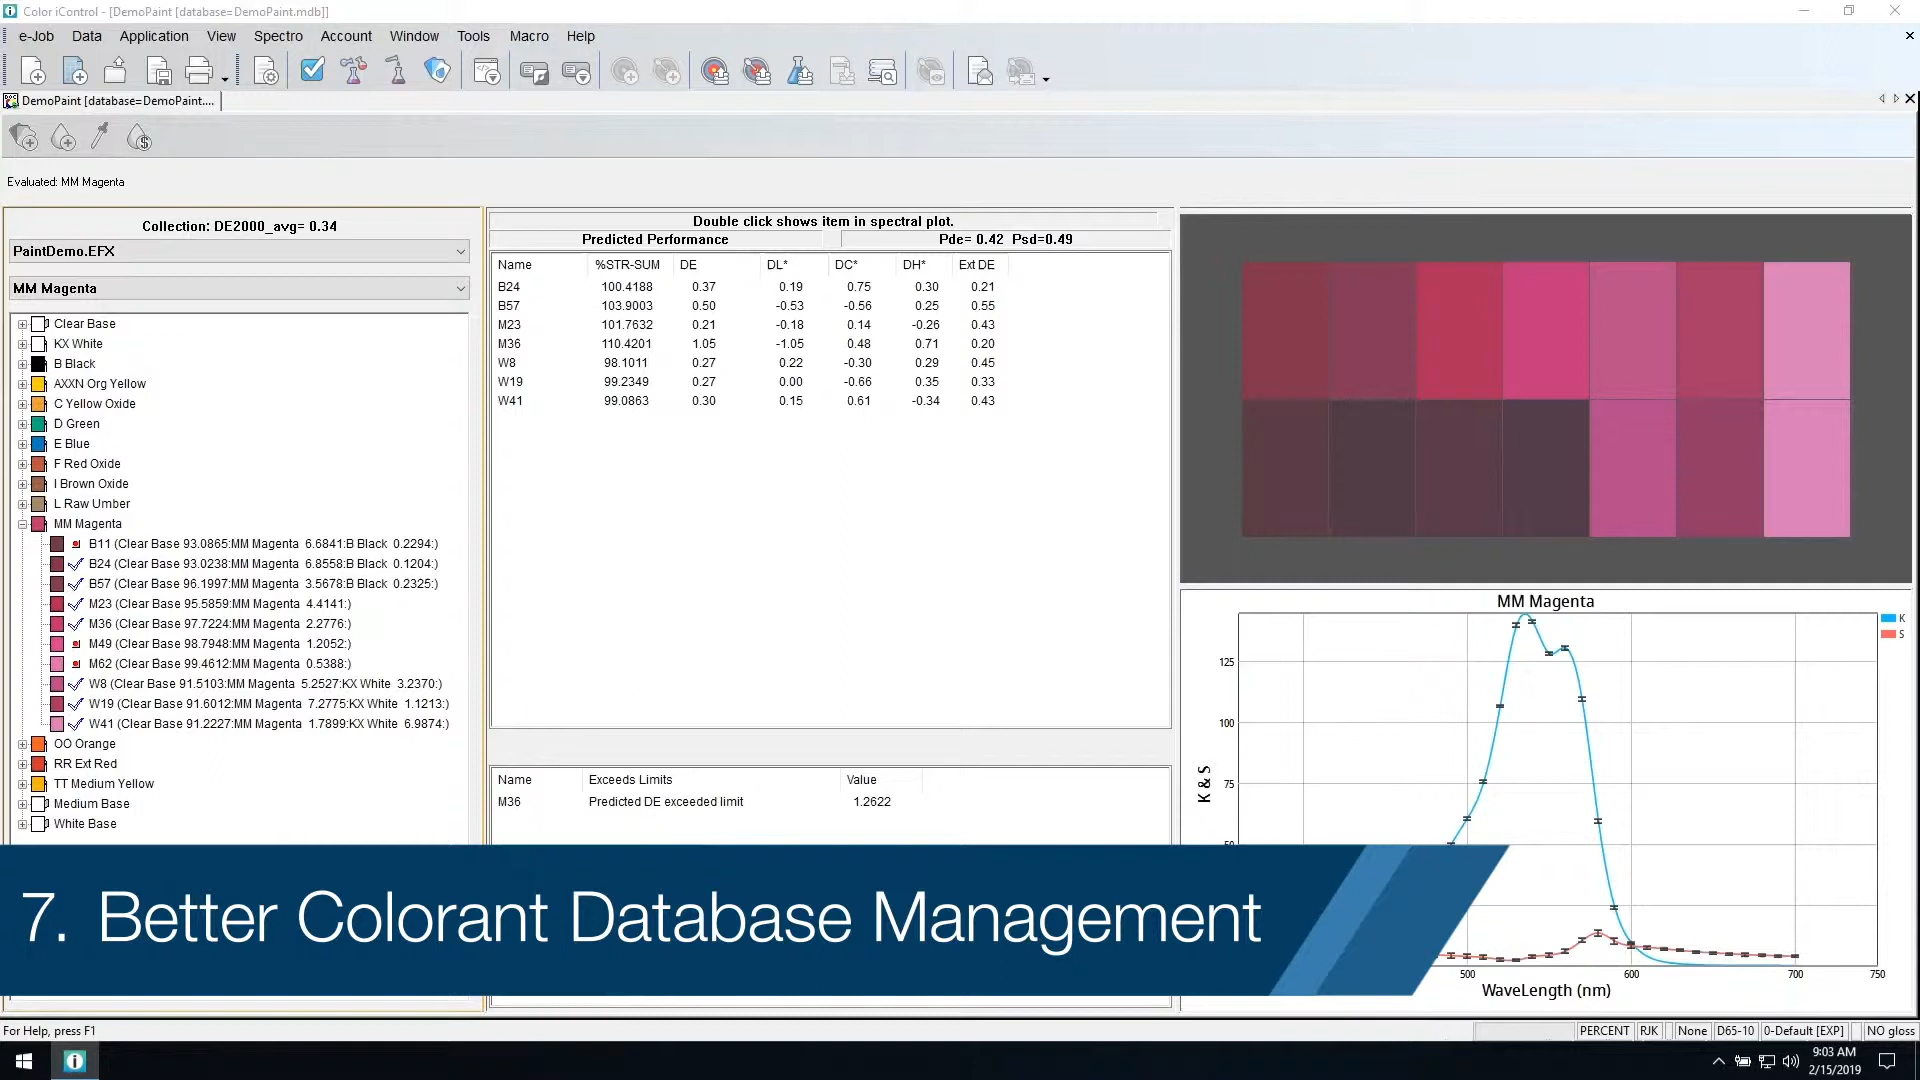 Color iControl - [DemoPaint [database=DemoPaint.mdb]]
e-Job Data Application View Spectro Account Window Tools Macro Help
DemoPaint [database=DemoPaint....
Evaluated: MM Magenta
Collection: DE2000_avg= 0.34
PaintDemo.EFX
MM Magenta
Clear Base
KX White
B Black
AXXN Org Yellow
C Yellow Oxide
D Green
E Blue
F Red Oxide
I Brown Oxide
L Raw Umber
MM Magenta
B11 (Clear Base 93.0865:MM Magenta 6.6841:B Black 0.2294:)
B24 (Clear Base 93.0238:MM Magenta 6.8558:B Black 0.1204:)
B57 (Clear Base 96.1997:MM Magenta 3.5678:B Black 0.2325:)
M23 (Clear Base 95.5859:MM Magenta 4.4141:)
M36 (Clear Base 97.7224:MM Magenta 2.2776:)
M49 (Clear Base 98.7948:MM Magenta 1.2052:)
M62 (Clear Base 99.4612:MM Magenta 0.5388:)
W8 (Clear Base 91.5103:MM Magenta 5.2527:KX White 3.2370:)
W19 (Clear Base 91.6012:MM Magenta 7.2775:KX White 1.1213:)
W41 (Clear Base 91.2227:MM Magenta 1.7899:KX White 6.9874:)
OO Orange
RR Ext Red
TT Medium Yellow
Medium Base
White Base
Double click shows item in spectral plot.
Predicted Performance Pde= 0.42 Psd=0.49
Name %STR-SUM DE DL* DC* DH* Ext DE
B24 100.4188 0.37 0.19 0.75 0.30 0.21
B57 103.9003 0.50 -0.53 -0.56 0.25 0.55
M23 101.7632 0.21 -0.18 0.14 -0.26 0.43
M36 110.4201 1.05 -1.05 0.48 0.71 0.20
W8 98.1011 0.27 0.22 -0.30 0.29 0.45
W19 99.2349 0.27 0.00 -0.66 0.35 0.33
W41 99.0863 0.30 0.15 0.61 -0.34 0.43
Name Exceeds Limits Value
M36 Predicted DE exceeded limit 1.2622
MM Magenta
K
S
125
100
75
K & S
500 600 700 750
WaveLength (nm)
7. Better Colorant Database Management
For Help, press F1
PERCENT RJK None D65-10 0-Default [EXP] NO gloss
9:03 AM
2/15/2019